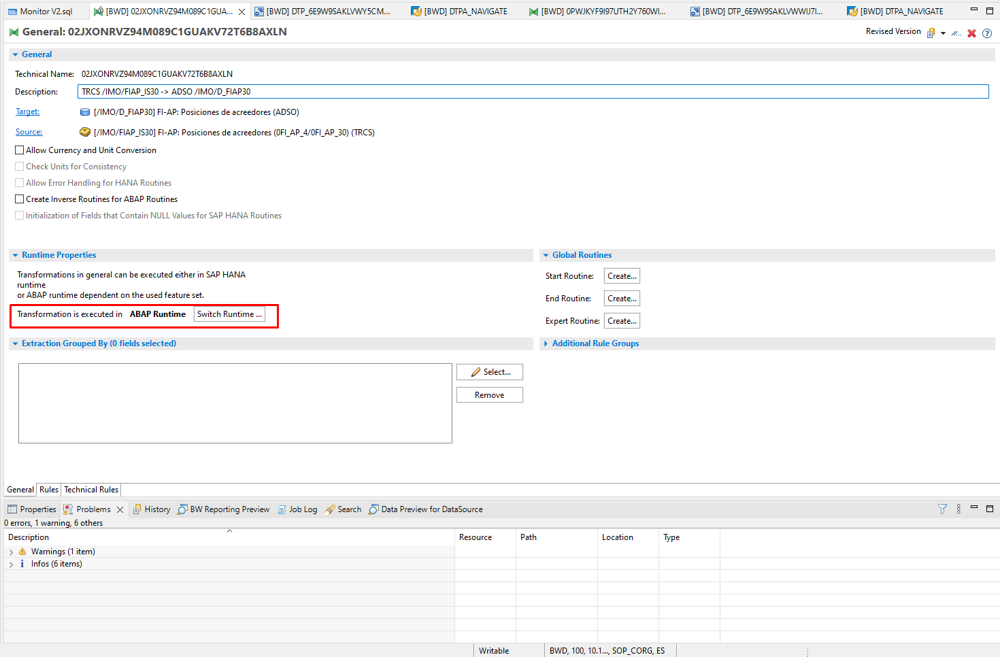 Monitor V2.sql
[BWD] 02JXONRVZ94M089C1GUA...
[BWD] DTP_6E9W9SAKLVWY5CM...
[BWD] DTPA_NAVIGATE
[BWD] 0PWJKYF9I97UTH2Y760WI...
[BWD] DTP_6E9W9SAKLVWWIJ7I...
[BWD] DTPA_NAVIGATE
General: 02JXONRVZ94M089C1GUAKV72T6B8AXLN
Revised Version
General
Technical Name: 02JXONRVZ94M089C1GUAKV72T6B8AXLN
Description: TRCS /IMO/FIAP_IS30 -> ADSO /IMO/D_FIAP30
Target: [/IMO/D_FIAP30] FI-AP: Posiciones de acreedores (ADSO)
Source: [/IMO/FIAP_IS30] FI-AP: Posiciones de acreedores (0FI_AP_4/0FI_AP_30) (TRCS)
Allow Currency and Unit Conversion
Check Units for Consistency
Allow Error Handling for HANA Routines
Create Inverse Routines for ABAP Routines
Initialization of Fields that Contain NULL Values for SAP HANA Routines
Runtime Properties
Transformations in general can be executed either in SAP HANA
runtime
or ABAP runtime dependent on the used feature set.
Transformation is executed in ABAP Runtime Switch Runtime ...
Global Routines
Start Routine: Create...
End Routine: Create...
Expert Routine: Create...
Extraction Grouped By (0 fields selected)
Select...
Remove
Additional Rule Groups
General Rules Technical Rules
Properties Problems History BW Reporting Preview Job Log Search Data Preview for DataSource
0 errors, 1 warning, 6 others
Description Resource Path Location Type
Warnings (1 item)
Infos (6 items)
Writable BWD, 100, 10.1..., SOP_CORG, ES